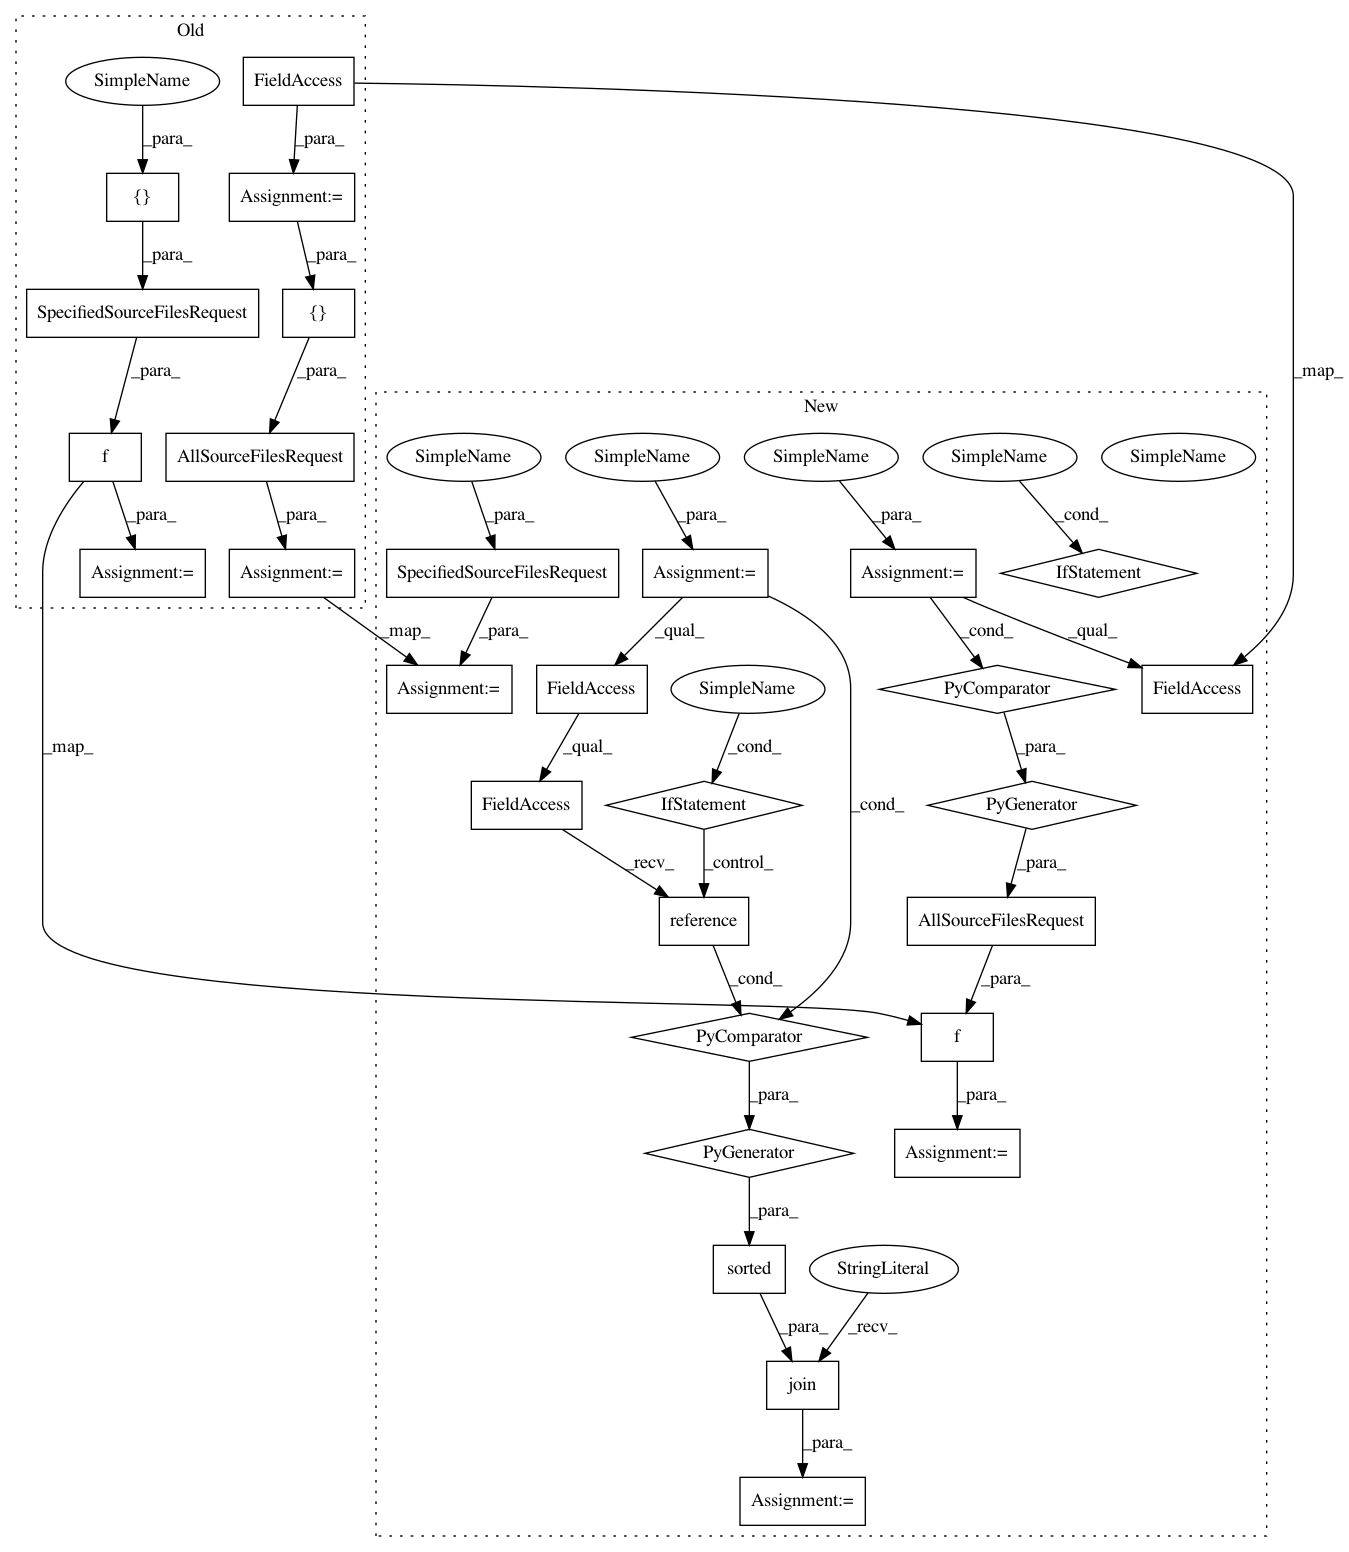 Old
SimpleName
FieldAccess
_para_
_para_
{}
Assignment:=
_para_
_para_
SpecifiedSourceFilesRequest
{}
_map_
_para_
_para_
New
f
AllSourceFilesRequest
SimpleName
SimpleName
SimpleName
SimpleName
SimpleName
_para_
_para_
_para_
_para_
_para_
_cond_
Assignment:=
Assignment:=
SpecifiedSourceFilesRequest
Assignment:=
Assignment:=
IfStatement
_map_
_para_
_qual_
_cond_
_qual_
Assignment:=
FieldAccess
SimpleName
PyComparator
FieldAccess
_map_
_qual_
_cond_
_para_
FieldAccess
IfStatement
_cond_
PyGenerator
_recv_
_control_
_para_
reference
AllSourceFilesRequest
_cond_
_para_
PyComparator
f
_para_
_para_
PyGenerator
Assignment:=
_para_
sorted
StringLiteral
_para_
_recv_
join
_para_
Assignment:=